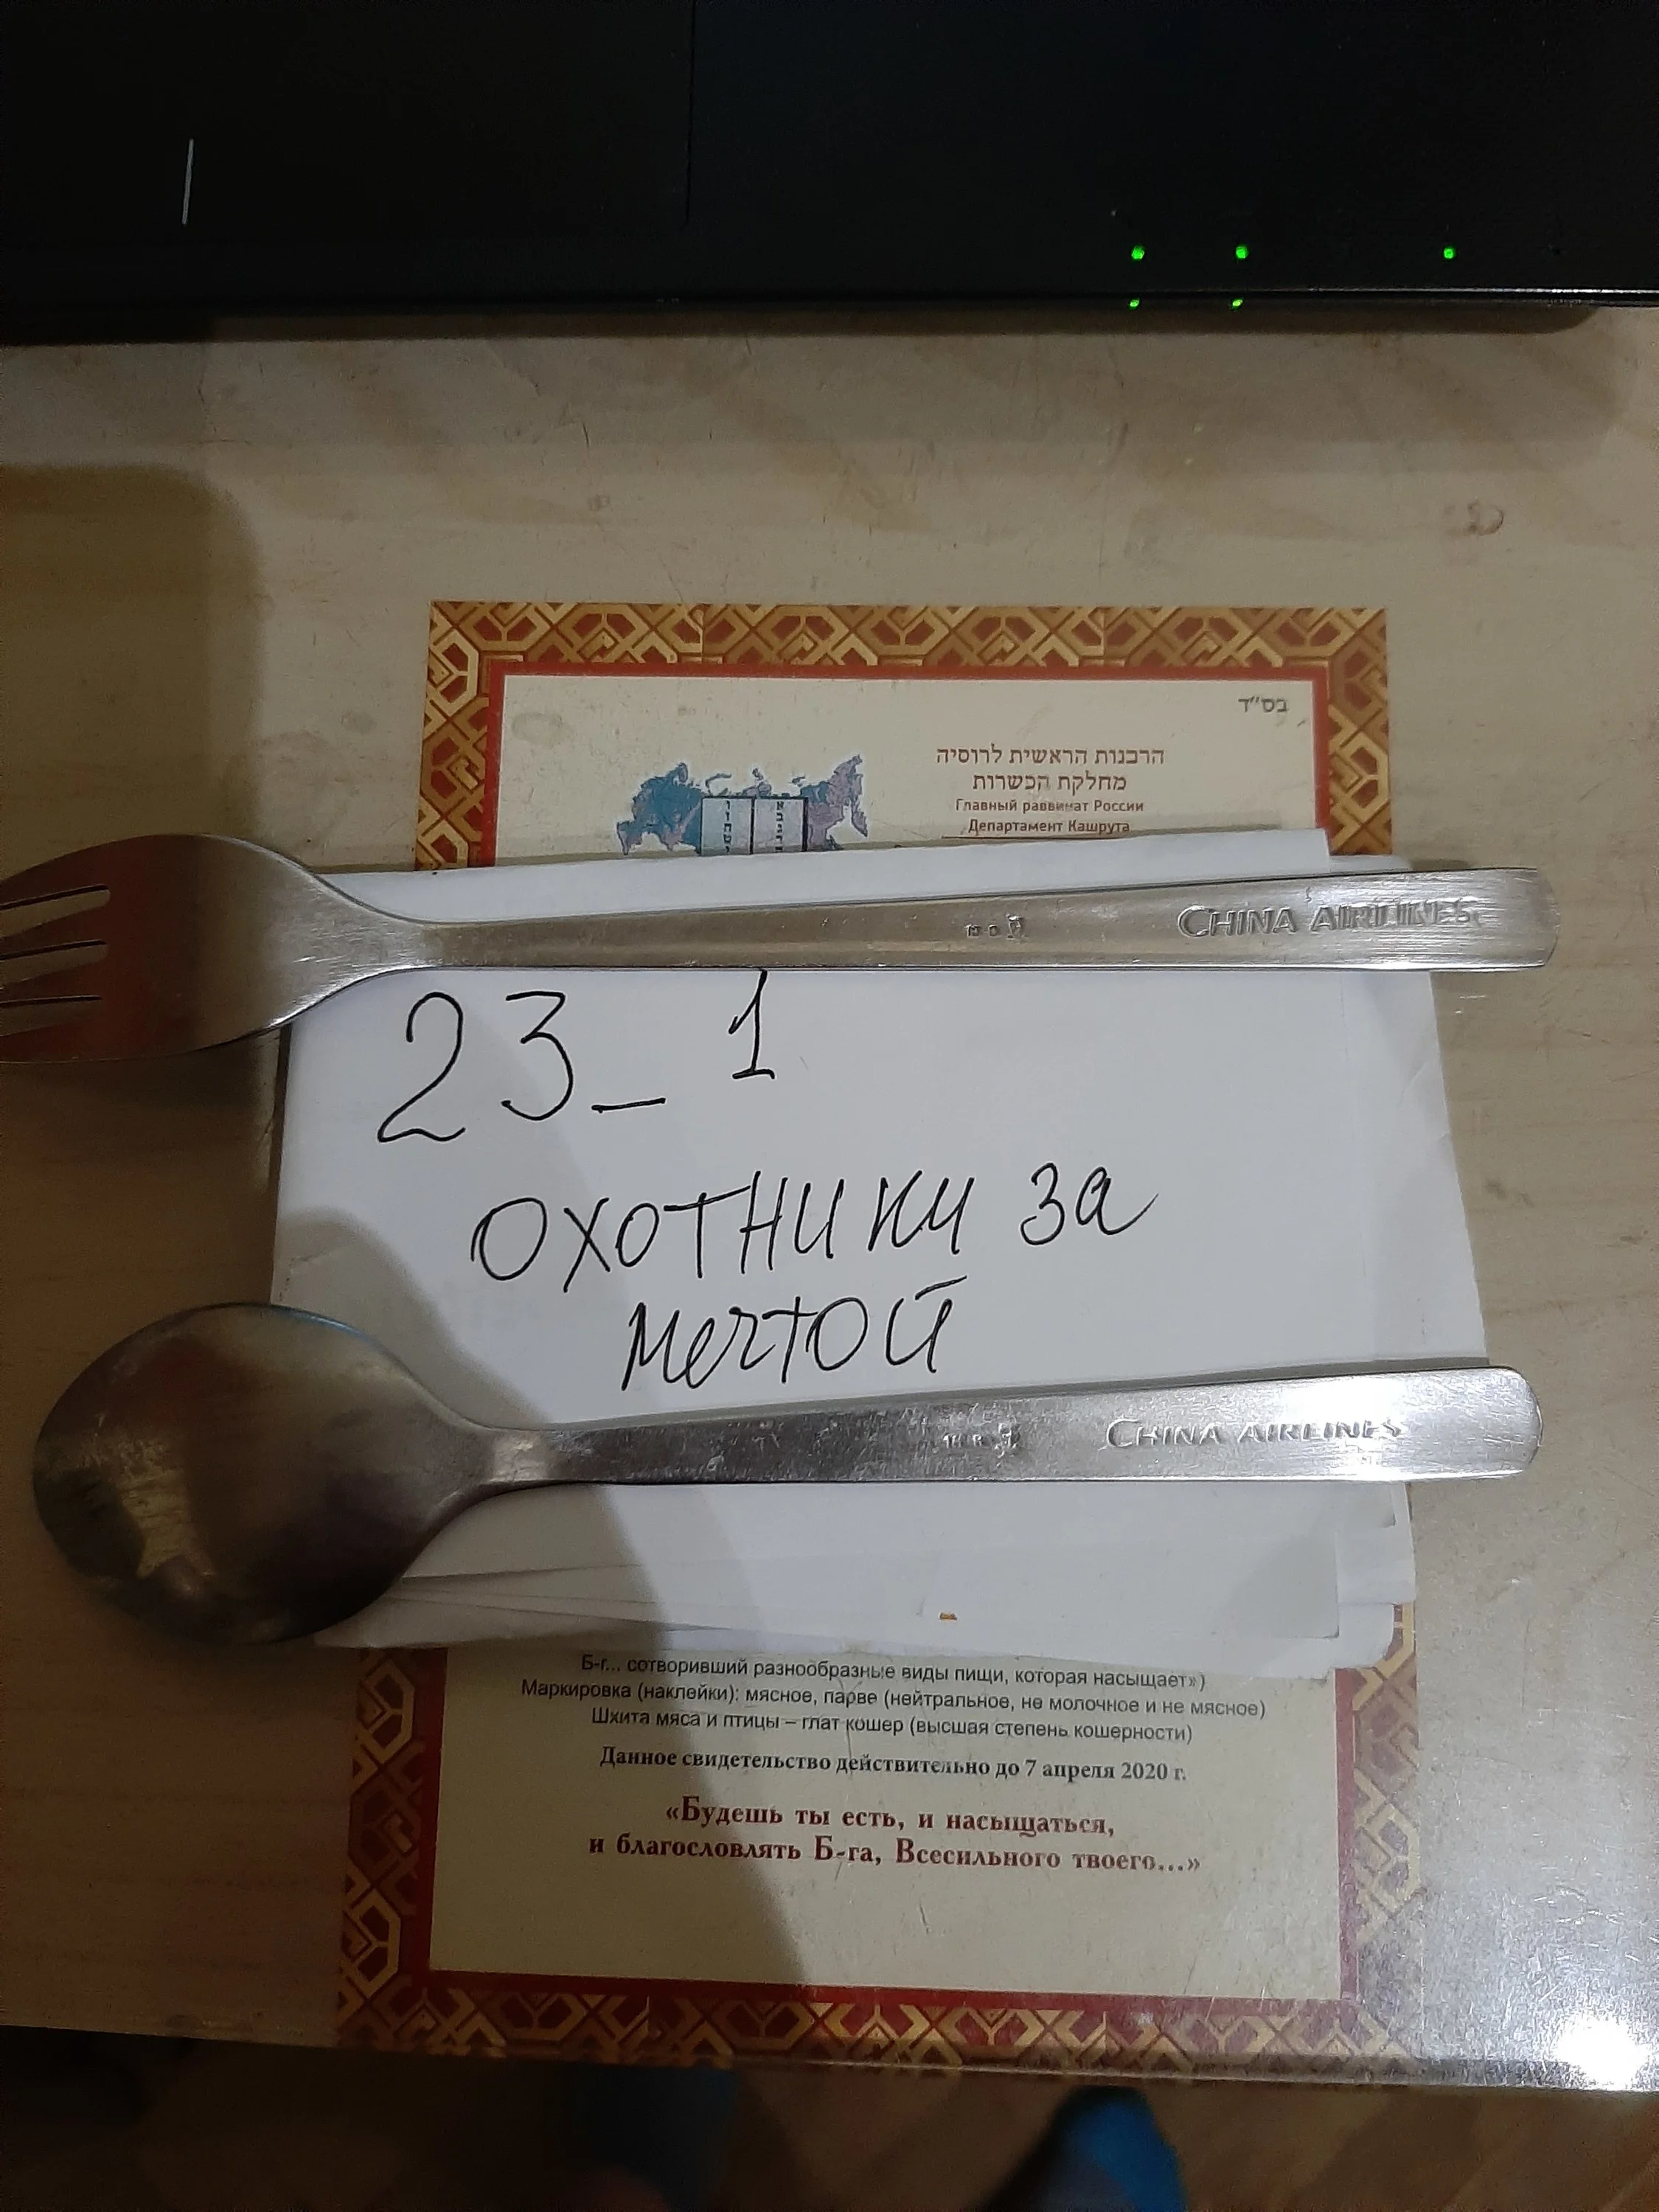 בס"ד
הרבנות הראשית לרוסיה
מחלקת הכשרות
Главный раввинат России
Департамент Кашрута
CHINA AIRLINES
23_1
ОХОТНИКИ за
мечтой
CHINA AIRLINES
Б-г... сотворивший разнообразные виды пищи, которая насыщает»)
Маркировка (наклейки): мясное, парве (нейтральное, не молочное и не мясное)
Шхита мяса и птицы – глат кошер (высшая степень кошерности)
Данное свидетельство действительно до 7 апреля 2020 г.
«Будешь ты есть, и насыщаться,
и благословлять Б-га, Всесильного твоего...»